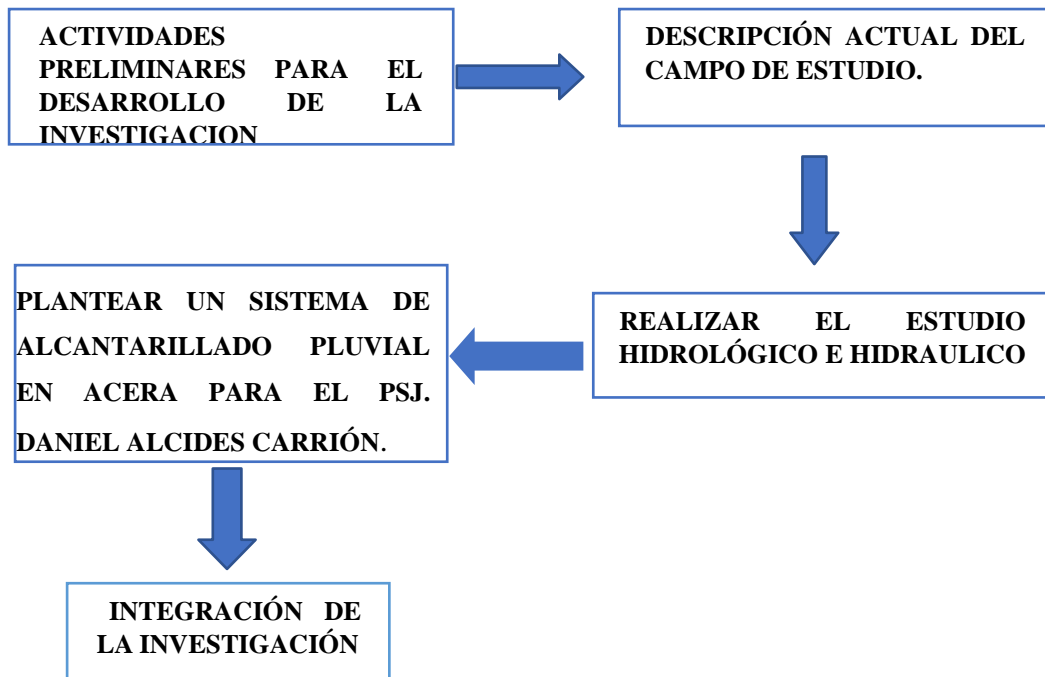 ACTIVIDADES
PRELIMINARES PARA EL
DESARROLLO DE LA
INVESTIGACION
DESCRIPCIÓN ACTUAL DEL
CAMPO DE ESTUDIO.
REALIZAR EL ESTUDIO
HIDROLÓGICO E HIDRAULICO
PLANTEAR UN SISTEMA DE
ALCANTARILLADO PLUVIAL
EN ACERA PARA EL PSJ.
DANIEL ALCIDES CARRIÓN.
INTEGRACIÓN DE
LA INVESTIGACIÓN